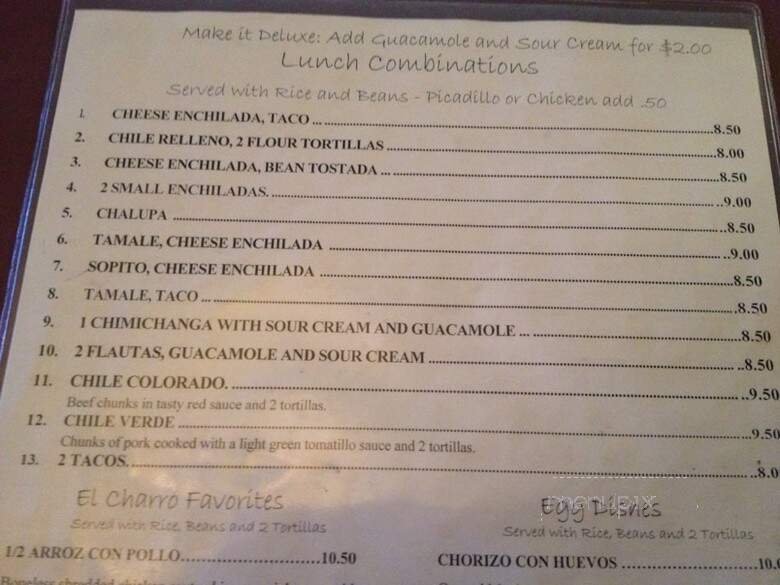 Make it Deluxe: Add Guacamole and Sour Cream for $2.00
Lunch Combinations
Served with Rice and Beans - Picadillo or Chicken add .50
1. CHEESE ENCHILADA, TACO ... 8.50
2. CHILE RELLENO, 2 FLOUR TORTILLAS 8.00
3. CHEESE ENCHILADA, BEAN TOSTADA ... 8.50
4. 2 SMALL ENCHILADAS. 9.00
5. CHALUPA 8.50
6. TAMALE, CHEESE ENCHILADA 9.00
7. SOPITO, CHEESE ENCHILADA 8.50
8. TAMALE, TACO ... 8.50
9. 1 CHIMICHANGA WITH SOUR CREAM AND GUACAMOLE ... 8.50
10. 2 FLAUTAS, GUACAMOLE AND SOUR CREAM 8.50
11. CHILE COLORADO. 9.50
Beef chunks in tasty red sauce and 2 tortillas.
12. CHILE VERDE 9.50
Chunks of pork cooked with a light green tomatillo sauce and 2 tortillas.
13. 2 TACOS. 8.0
El Charro Favorites
Served with Rice, Beans and 2 Tortillas
1/2 ARROZ CON POLLO 10.50
Egg Dishes
Served with Rice, Beans and 2 Tortillas
CHORIZO CON HUEVOS 10.